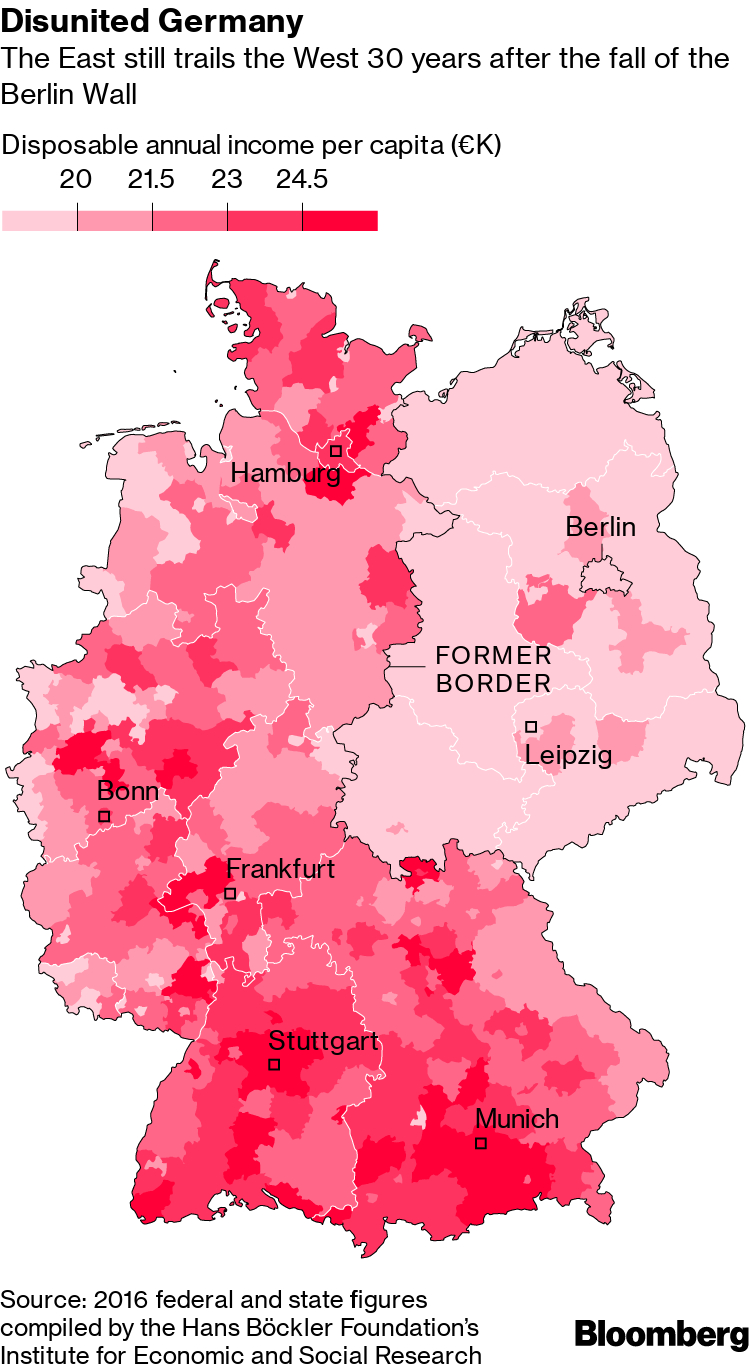 Disunited Germany
The East still trails the West 30 years after the fall of the
Berlin Wall
Disposable annual income per capita (€K)
20 21.5 23 24.5
Hamburg
Berlin
FORMER
BORDER
Leipzig
Bonn
Frankfurt
Stuttgart
Munich
Source: 2016 federal and state figures
compiled by the Hans Böckler Foundation’s
Institute for Economic and Social Research
Bloomberg